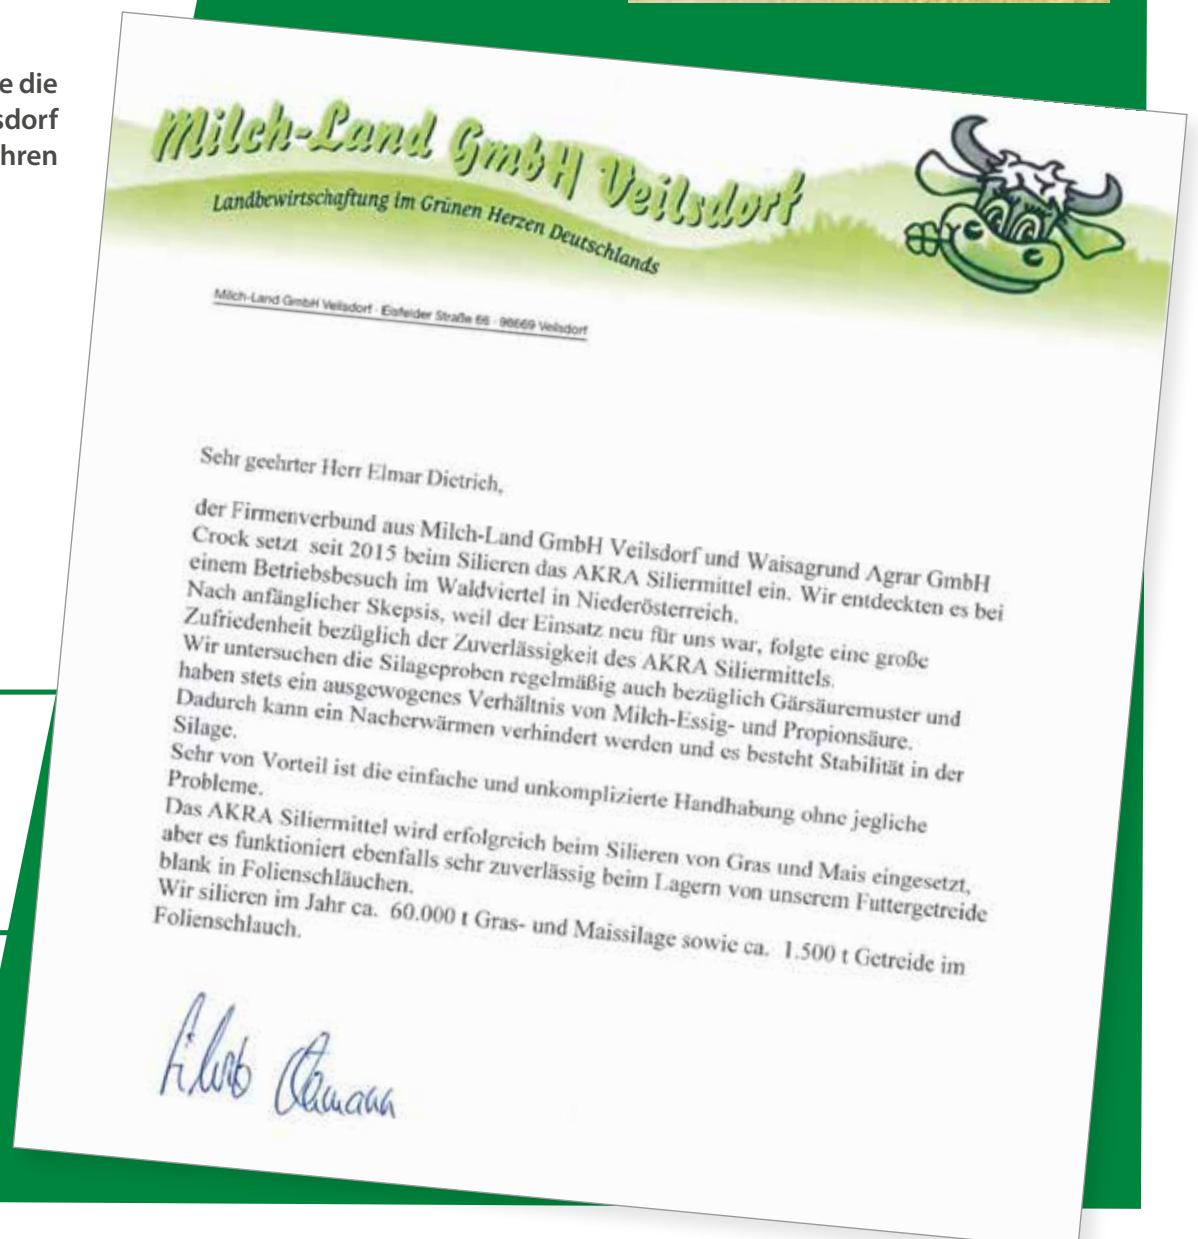 e die
sdorf
hren
Milch-Land GmbH Veilsdorf
Landbewirtschaftung im Grünen Herzen Deutschlands
Milch-Land GmbH Veilsdorf · Eisfelder Straße 66 · 98669 Veilsdorf
Sehr geehrter Herr Elmar Dietrich,
der Firmenverbund aus Milch-Land GmbH Veilsdorf und Waisagrund Agrar GmbH
Crock setzt seit 2015 beim Silieren das AKRA Siliermittel ein. Wir entdeckten es bei
einem Betriebsbesuch im Waldviertel in Niederösterreich.
Nach anfänglicher Skepsis, weil der Einsatz neu für uns war, folgte eine große
Zufriedenheit bezüglich der Zuverlässigkeit des AKRA Siliermittels.
Wir untersuchen die Silageproben regelmäßig auch bezüglich Gärsäuremuster und
haben stets ein ausgewogenes Verhältnis von Milch-Essig- und Propionsäure.
Dadurch kann ein Nacherwärmen verhindert werden und es besteht Stabilität in der
Silage.
Sehr von Vorteil ist die einfache und unkomplizierte Handhabung ohne jegliche
Probleme.
Das AKRA Siliermittel wird erfolgreich beim Silieren von Gras und Mais eingesetzt,
aber es funktioniert ebenfalls sehr zuverlässig beim Lagern von unserem Futtergetreide
blank in Folienschläuchen.
Wir silieren im Jahr ca. 60.000 t Gras- und Maissilage sowie ca. 1.500 t Getreide im
Folienschlauch.